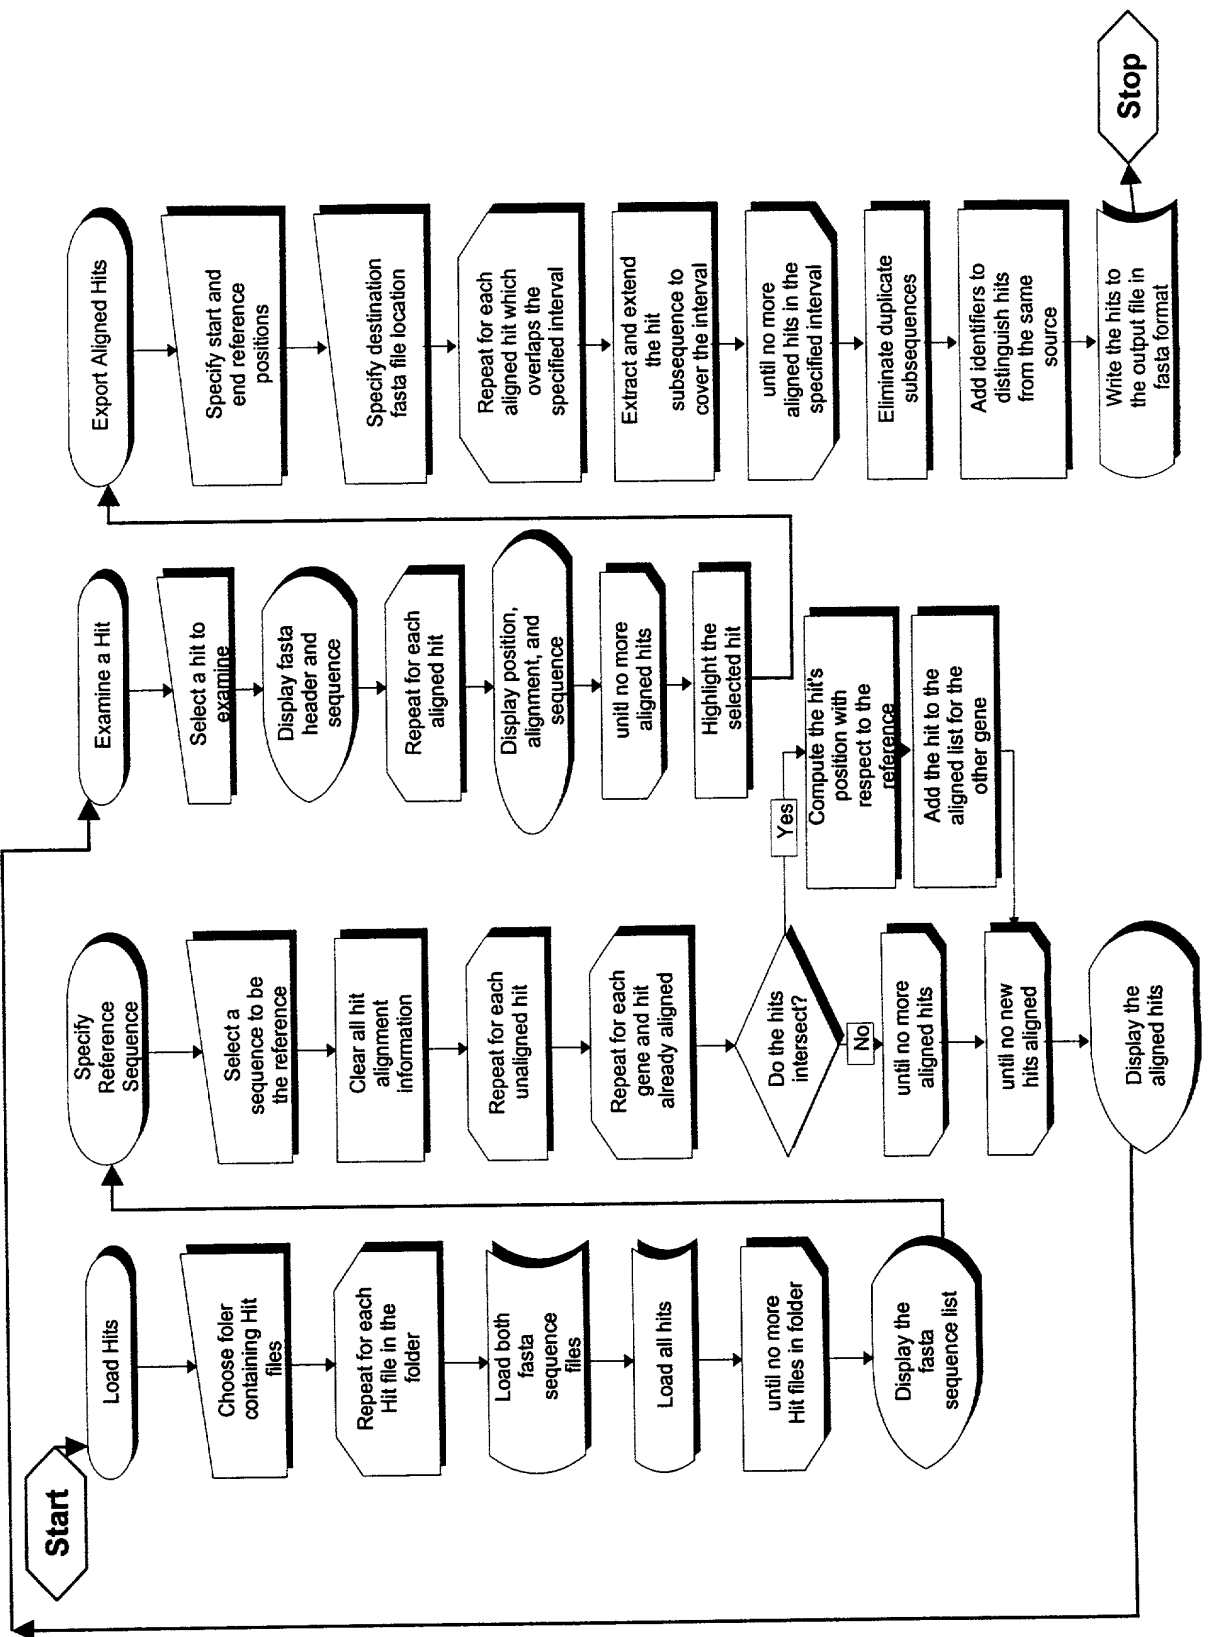 Start
Load Hits
Choose foler
containing Hit
files
Repeat for each
Hit file in the
folder
Load both
fasta
sequence
files
Load all hits
until no more
Hit files in folder
Display the
fasta
sequence list
Specify
Reference
Sequence
Select a
sequence to be
the reference
Clear all hit
alignment
information
Repeat for each
unaligned hit
Repeat for each
gene and hit
already aligned
Do the hits
intersect?
Yes
No
Compute the hit's
position with
respect to the
reference
Add the hit to the
aligned list for the
other gene
until no more
aligned hits
until no new
hits aligned
Display the
aligned hits
Examine a Hit
Select a hit to
examine
Display fasta
header and
sequence
Repeat for each
aligned hit
Display position,
alignment, and
sequence
unitl no more
aligned hits
Highlight the
selected hit
Export Aligned Hits
Specify start and
end reference
positions
Specify destination
fasta file location
Repeat for each
aligned hit which
overlaps the
specified interval
Extract and extend
the hit
subsequence to
cover the interval
until no more
aligned hits in the
specified interval
Eliminate duplicate
subsequences
Add identifiers to
distinguish hits
from the same
source
Write the hits to
the output file in
fasta format
Stop